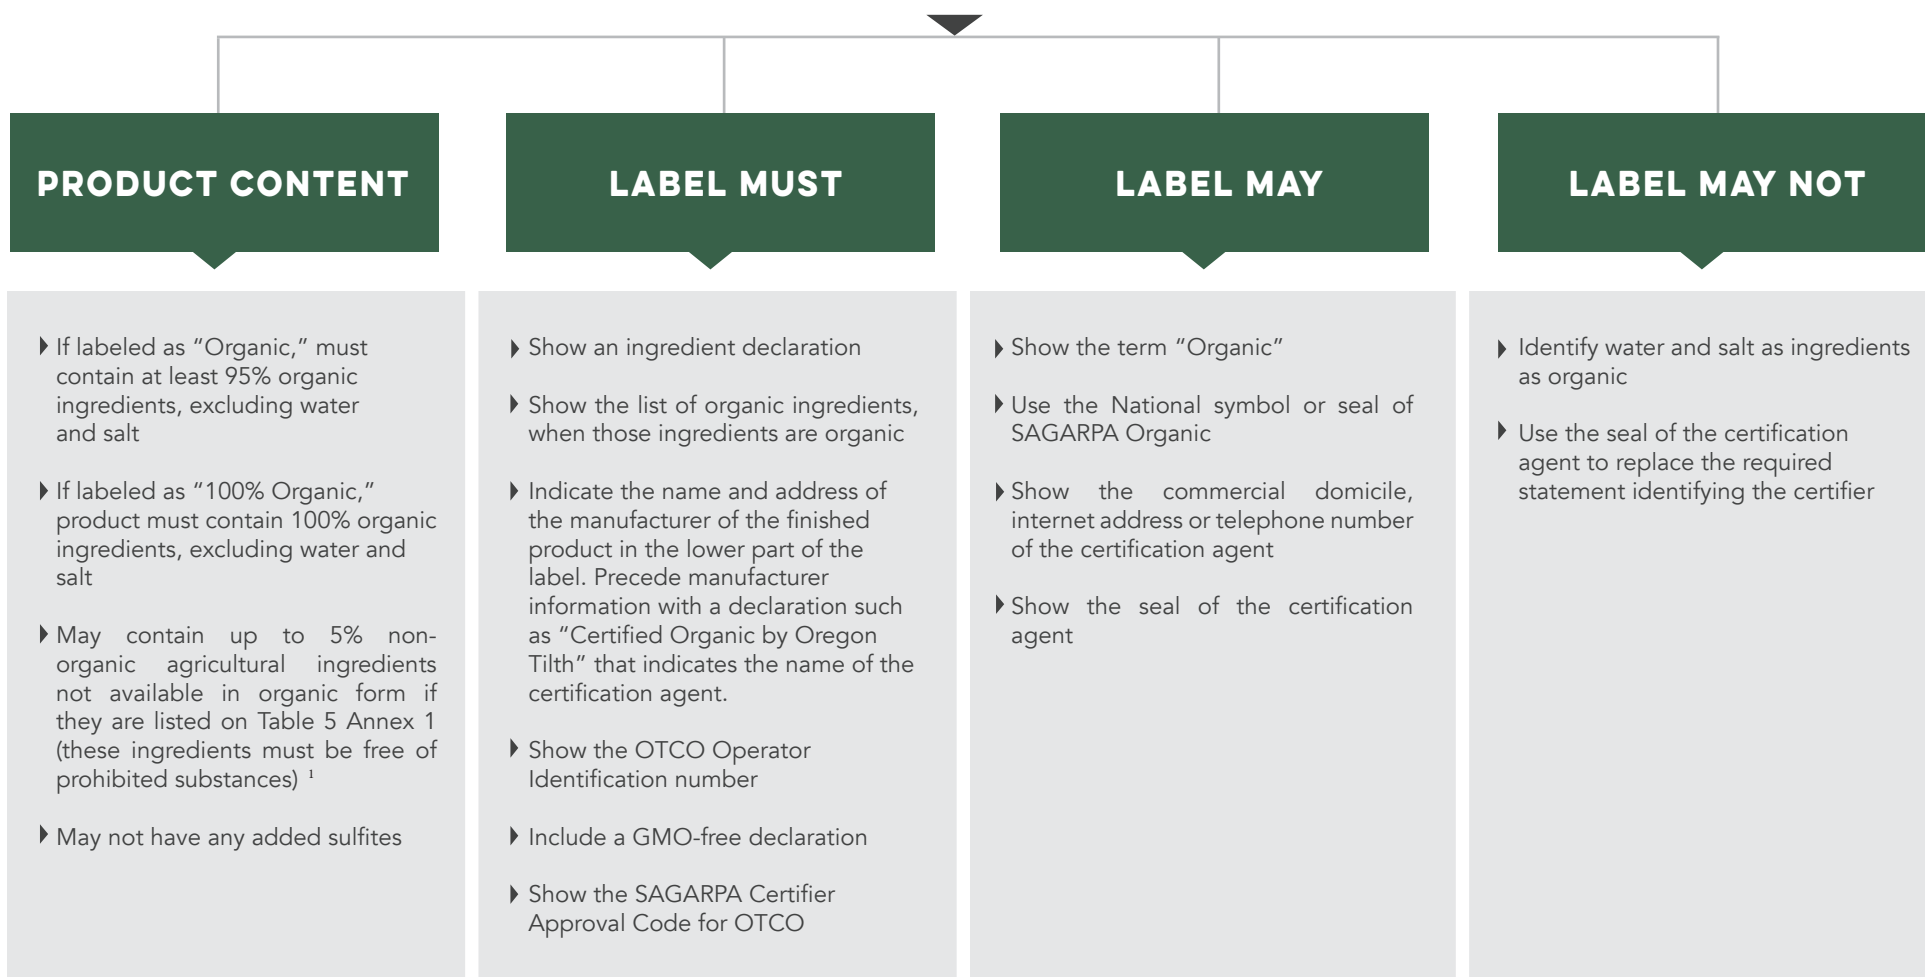 PRODUCT CONTENT
If labeled as “Organic,” must
contain at least 95% organic
ingredients, excluding water
and salt
If labeled as “100% Organic,”
product must contain 100% organic
ingredients, excluding water and
salt
May contain up to 5% non-
organic agricultural ingredients
not available in organic form if
they are listed on Table 5 Annex 1
(these ingredients must be free of
prohibited substances) ¹
May not have any added sulfites
LABEL MUST
Show an ingredient declaration
Show the list of organic ingredients,
when those ingredients are organic
Indicate the name and address of
the manufacturer of the finished
product in the lower part of the
label. Precede manufacturer
information with a declaration such
as “Certified Organic by Oregon
Tilth” that indicates the name of the
certification agent.
Show the OTCO Operator
Identification number
Include a GMO-free declaration
Show the SAGARPA Certifier
Approval Code for OTCO
LABEL MAY
Show the term “Organic”
Use the National symbol or seal of
SAGARPA Organic
Show the commercial domicile,
internet address or telephone number
of the certification agent
Show the seal of the certification
agent
LABEL MAY NOT
Identify water and salt as ingredients
as organic
Use the seal of the certification
agent to replace the required
statement identifying the certifier